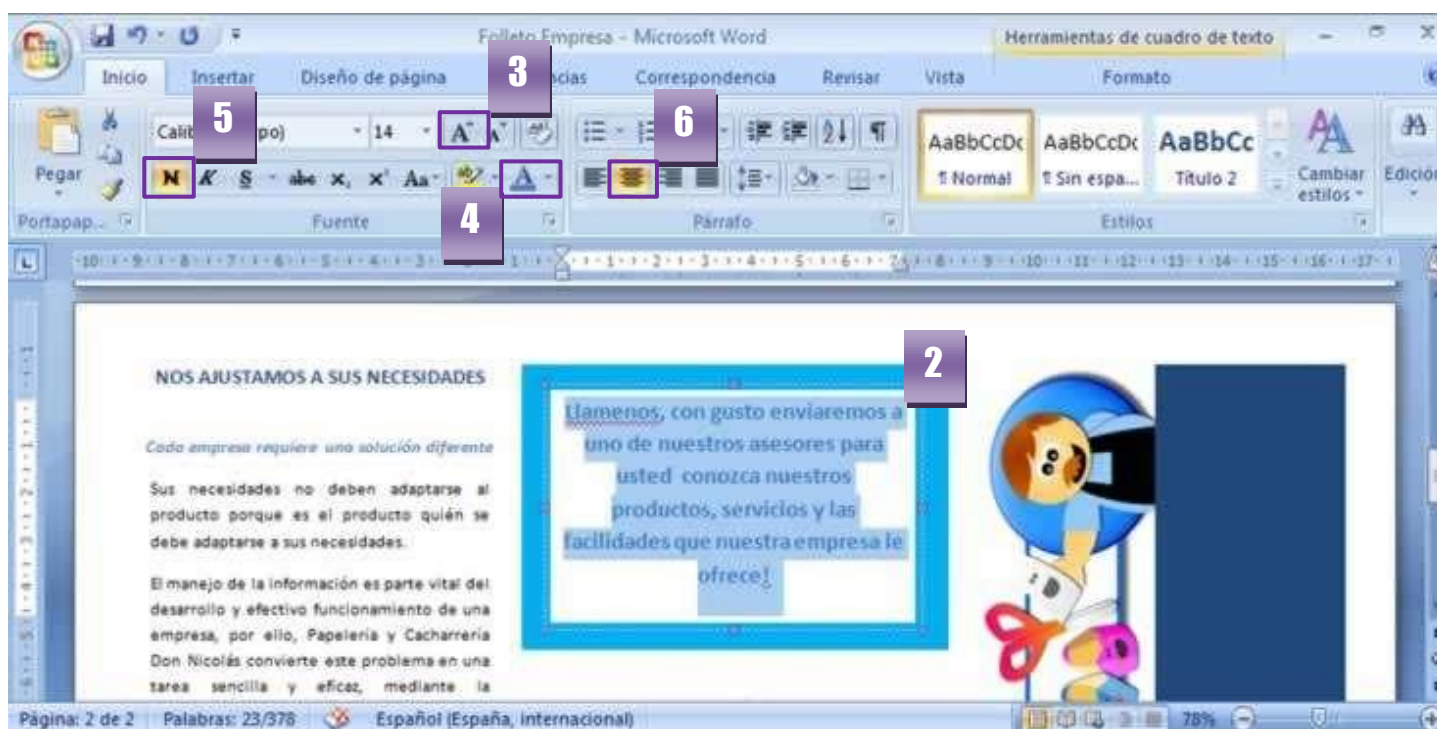 Folleto Empresa - Microsoft Word
Herramientas de cuadro de texto
3
Inicio Insertar Diseño de página cias Correspondencia Revisar Vista Formato
5
6
Calib po) 14
AaBbCcDc AaBbCcDc AaBbCc
Pegar
N K S abc x, x² Aa
¶ Normal ¶ Sin espa... Título 2
Cambiar estilos
Edición
4
Portapap... Fuente Párrafo Estilos
2
NOS AJUSTAMOS A SUS NECESIDADES
Cada empresa requiere una solución diferente
Sus necesidades no deben adaptarse al
producto porque es el producto quién se
debe adaptarse a sus necesidades.
El manejo de la información es parte vital del
desarrollo y efectivo funcionamiento de una
empresa, por ello, Papelería y Cacharrería
Don Nicolás convierte este problema en una
tarea sencilla y eficaz, mediante la
Llamenos, con gusto enviaremos a
uno de nuestros asesores para
usted conozca nuestros
productos, servicios y las
facilidades que nuestra empresa le
ofrece!
Página: 2 de 2 Palabras: 23/378 Español (España, internacional) 78%